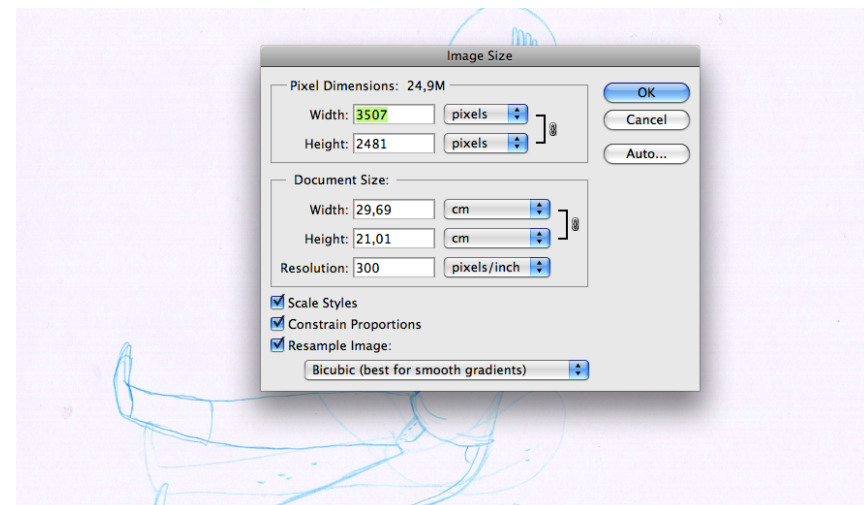 Image Size
Pixel Dimensions: 24,9M
Width: 3507 pixels
Height: 2481 pixels
Document Size:
Width: 29,69 cm
Height: 21,01 cm
Resolution: 300 pixels/inch
Scale Styles
Constrain Proportions
Resample Image:
Bicubic (best for smooth gradients)
OK
Cancel
Auto...